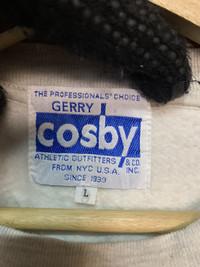 THE PROFESSIONALS' CHOICE
GERRY
cosby
ATHLETIC OUTFITTERS & CO.
FROM NYC U.S.A. INC.
SINCE 1939
L